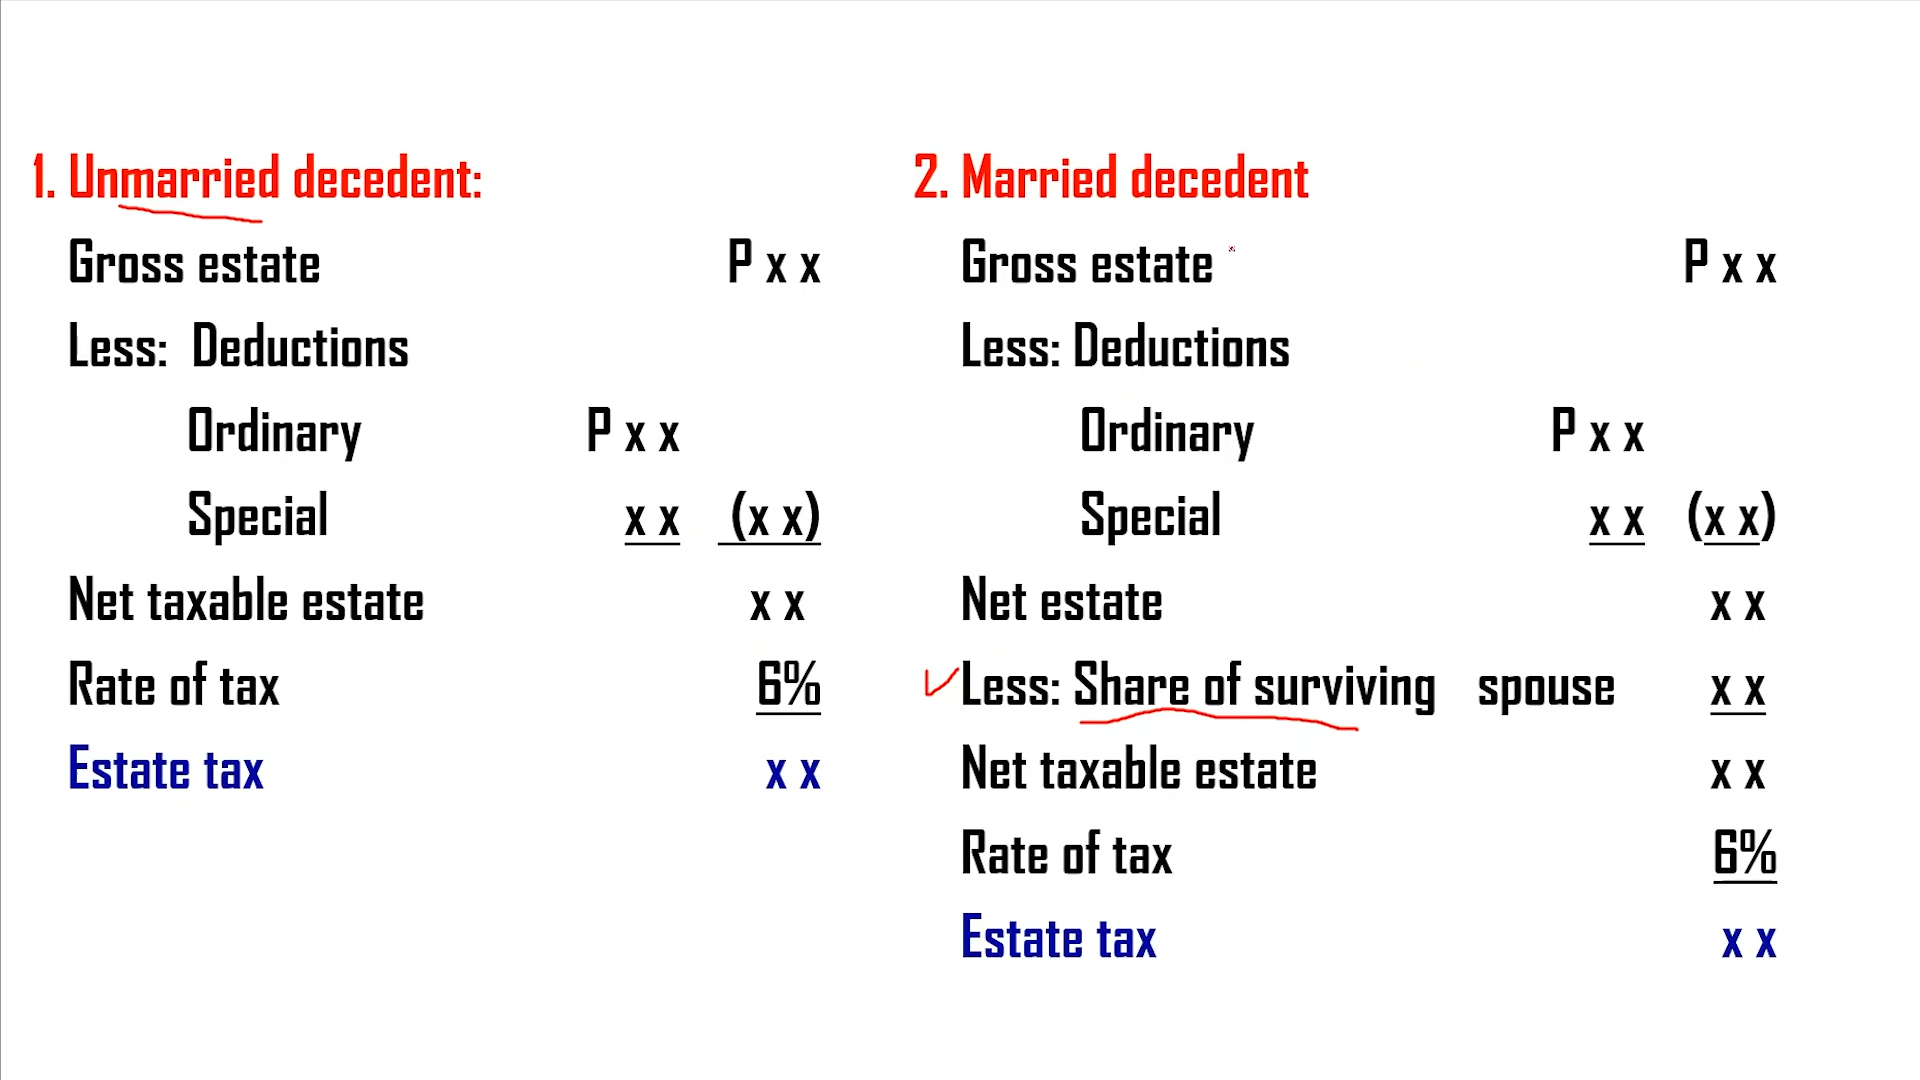 1. Unmarried decedent:
Gross estate P x x
Less: Deductions
Ordinary P x x
Special x x (x x)
Net taxable estate x x
Rate of tax 6%
Estate tax x x
2. Married decedent
Gross estate P x x
Less: Deductions
Ordinary P x x
Special x x (x x)
Net estate x x
Less: Share of surviving spouse x x
Net taxable estate x x
Rate of tax 6%
Estate tax x x